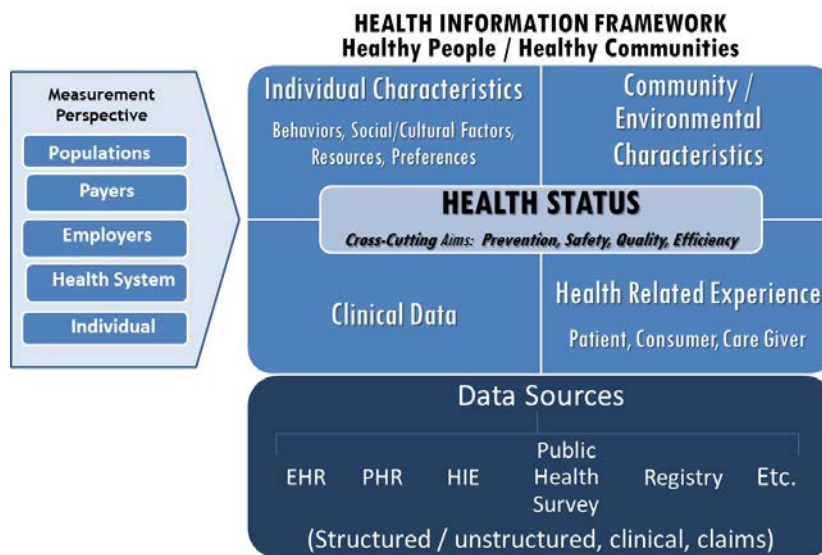 HEALTH INFORMATION FRAMEWORK
Healthy People / Healthy Communities
Measurement
Perspective
Populations
Payers
Employers
Health System
Individual
Individual Characteristics
Behaviors, Social/Cultural Factors,
Resources, Preferences
Community /
Environmental
Characteristics
HEALTH STATUS
Cross-Cutting Aims: Prevention, Safety, Quality, Efficiency
Clinical Data
Health Related Experience
Patient, Consumer, Care Giver
Data Sources
EHR
PHR
HIE
Public
Health
Survey
Registry
Etc.
(Structured / unstructured, clinical, claims)